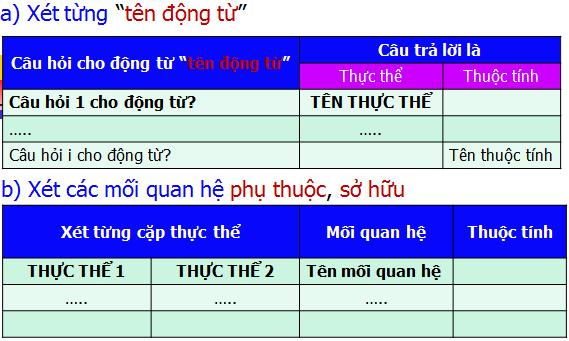 a) Xét từng “tên động từ”
Câu hỏi cho động từ “tên động từ” Câu trả lời là
Thực thể Thuộc tính
Câu hỏi 1 cho động từ? TÊN THỰC THỂ
..... .....
Câu hỏi i cho động từ? Tên thuộc tính
b) Xét các mối quan hệ phụ thuộc, sở hữu
Xét từng cặp thực thể Mối quan hệ Thuộc tính
THỰC THỂ 1 THỰC THỂ 2 Tên mối quan hệ
..... ..... .....